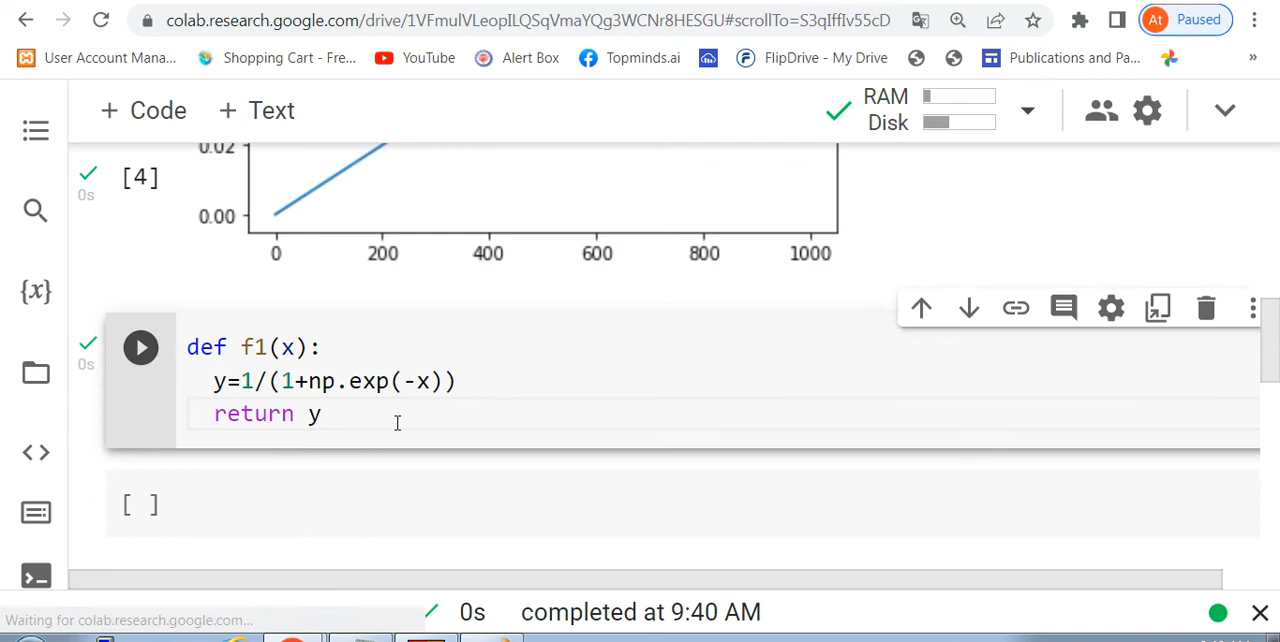 colab.research.google.com/drive/1VFmulVLeopILQSqVmaYQg3WCNr8HESGU#scrollTo=S3qIffIv55cD
At Paused
User Account Mana...
Shopping Cart - Fre...
YouTube
Alert Box
Topminds.ai
FlipDrive - My Drive
Publications and Pa...
»
+ Code + Text
RAM
Disk
0.02
[4]
0s
0.00
0 200 400 600 800 1000
0s
def f1(x):
y=1/(1+np.exp(-x))
return y
{x}
[ ]
Waiting for colab.research.google.com...
0s completed at 9:40 AM